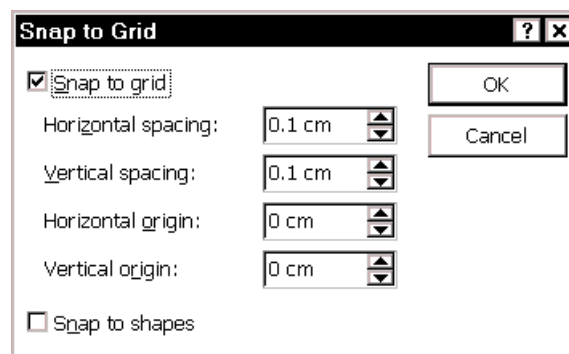 Snap to Grid
Snap to grid
OK
Horizontal spacing: 0.1 cm
Cancel
Vertical spacing: 0.1 cm
Horizontal origin: 0 cm
Vertical origin: 0 cm
Snap to shapes